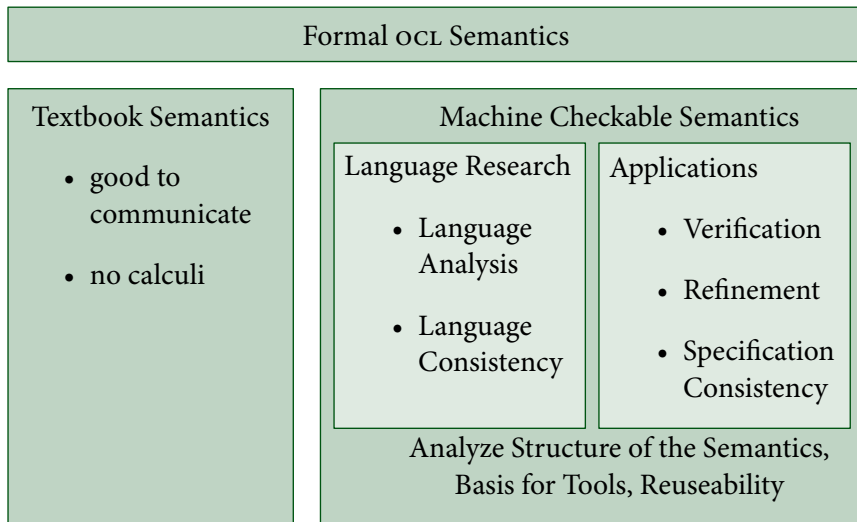 Formal OCL Semantics
Textbook Semantics
• good to
communicate
• no calculi
Machine Checkable Semantics
Language Research
• Language
Analysis
• Language
Consistency
Applications
• Verification
• Refinement
• Specification
Consistency
Analyze Structure of the Semantics,
Basis for Tools, Reuseability